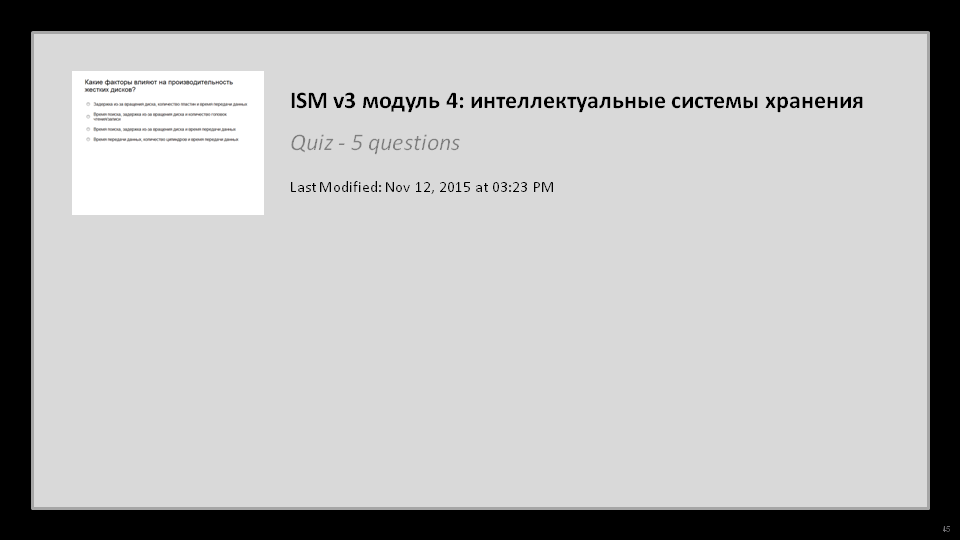 Какие факторы влияют на производительность
жестких дисков?
Задержка из за вращения диска, количество пластин и время передачи данных
Время поиска, задержка из за вращения диска и количество головок
чтения/записи
Время поиска, задержка из за вращения диска и время передачи данных
Время передачи данных, количество цилиндров и время передачи данных
ISM v3 модуль 4: интеллектуальные системы хранения
Quiz - 5 questions
Last Modified: Nov 12, 2015 at 03:23 PM
45